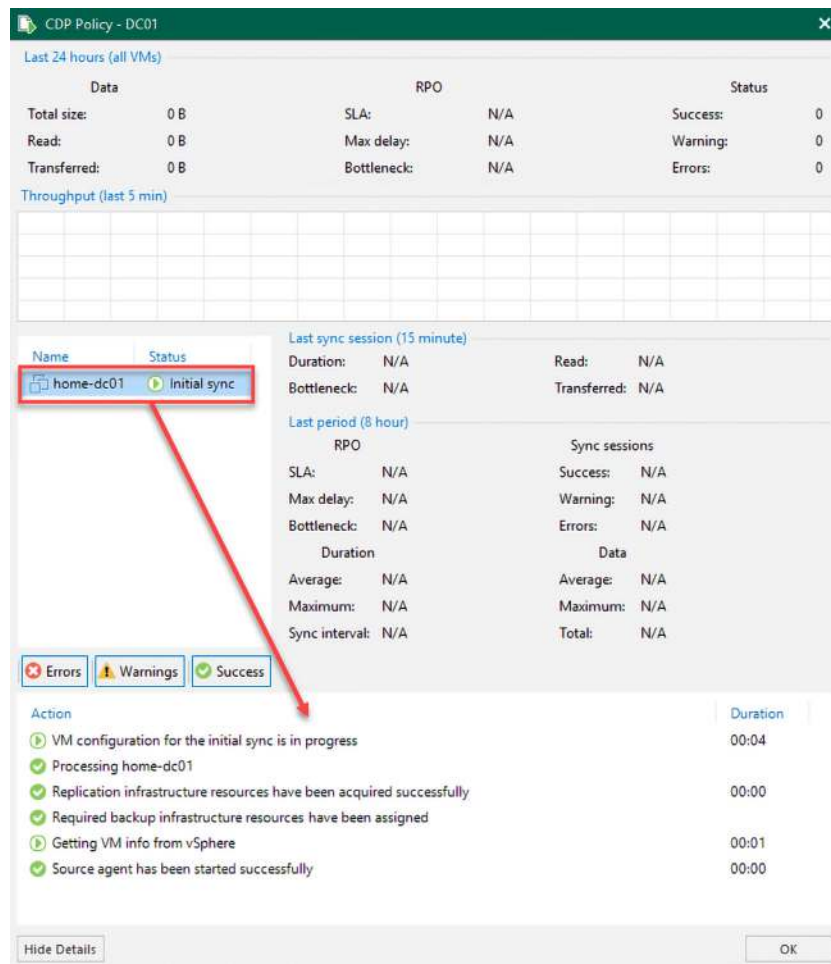 CDP Policy - DC01
Last 24 hours (all VMs)
Data RPO Status
Total size: 0 B SLA: N/A Success: 0
Read: 0 B Max delay: N/A Warning: 0
Transferred: 0 B Bottleneck: N/A Errors: 0
Throughput (last 5 min)
Name Status
home-dc01 Initial sync
Last sync session (15 minute)
Duration: N/A Read: N/A
Bottleneck: N/A Transferred: N/A
Last period (8 hour)
RPO Sync sessions
SLA: N/A Success: N/A
Max delay: N/A Warning: N/A
Bottleneck: N/A Errors: N/A
Duration Data
Average: N/A Average: N/A
Maximum: N/A Maximum: N/A
Sync interval: N/A Total: N/A
Errors Warnings Success
Action Duration
VM configuration for the initial sync is in progress 00:04
Processing home-dc01
Replication infrastructure resources have been acquired successfully 00:00
Required backup infrastructure resources have been assigned
Getting VM info from vSphere 00:01
Source agent has been started successfully 00:00
Hide Details OK